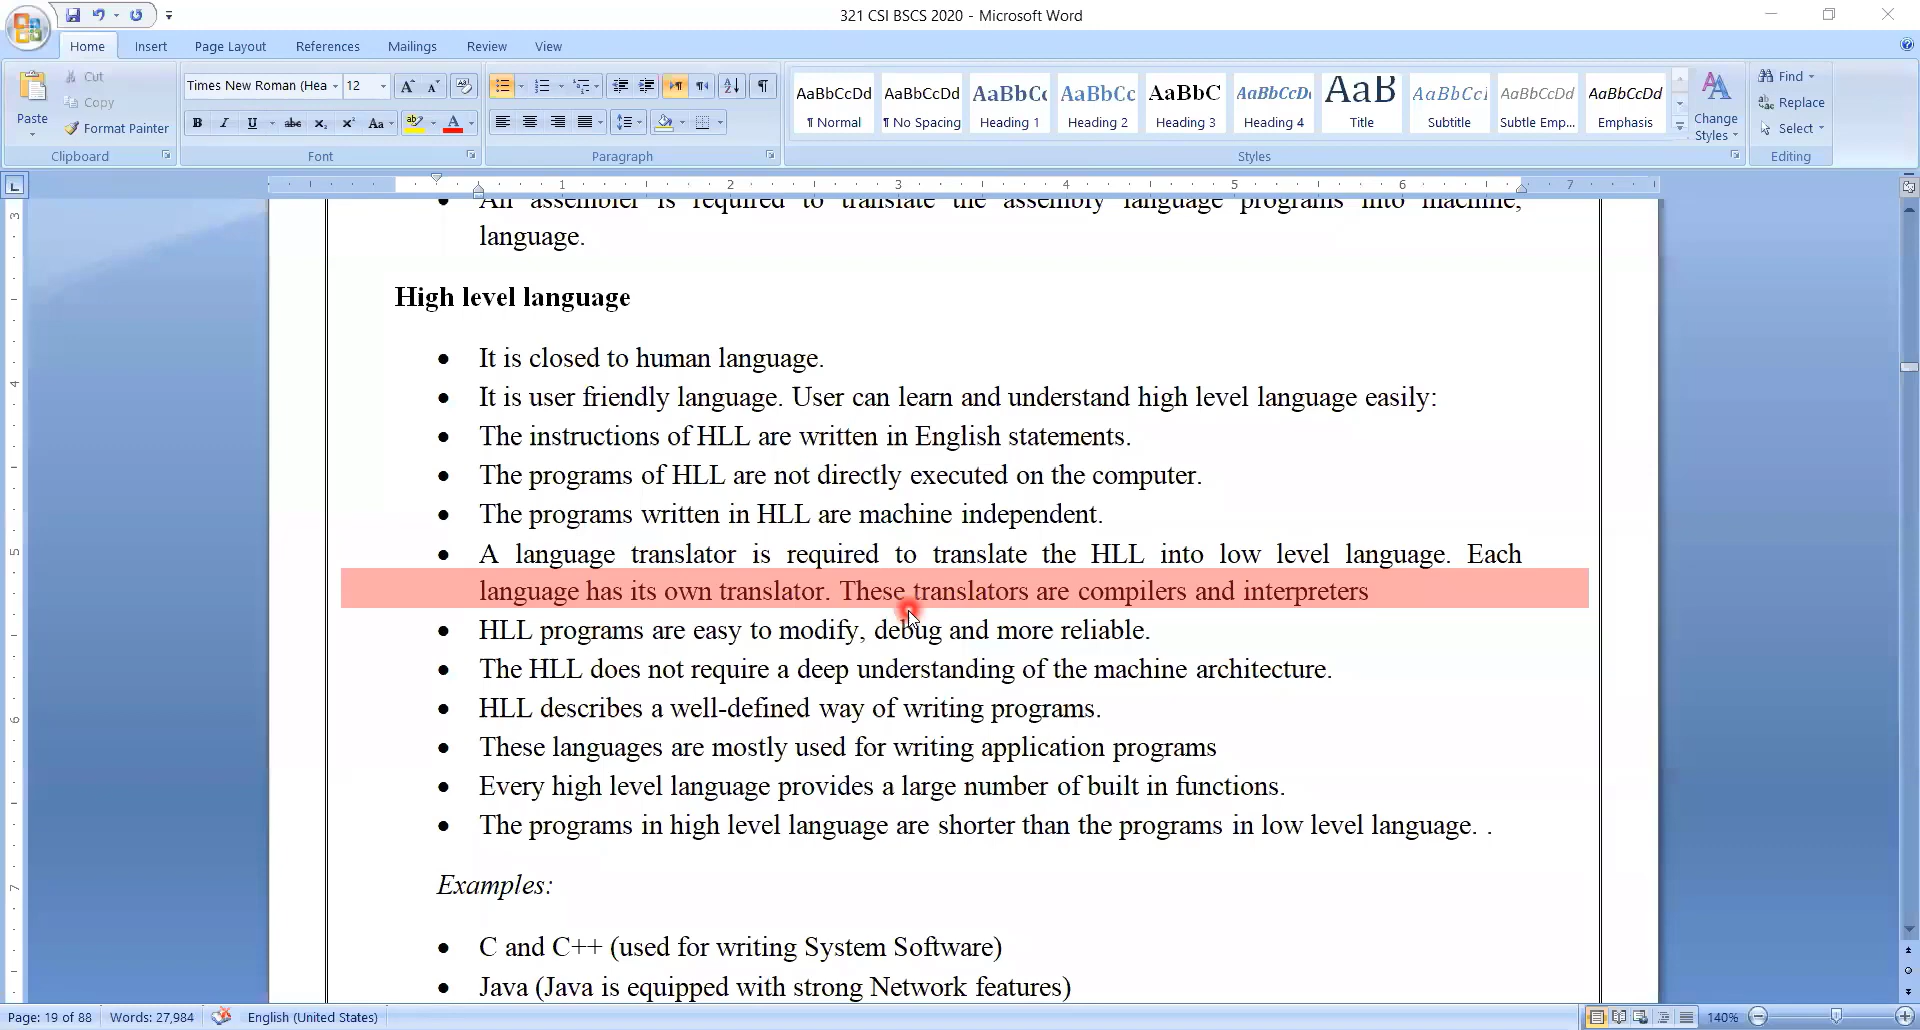 321 CSI BSCS 2020 - Microsoft Word
Home Insert Page Layout References Mailings Review View
Paste
Cut
Copy
Format Painter
Clipboard
Times New Roman (Hea 12
Font
Paragraph
AaBbCcDd AaBbCcDd AaBbCc AaBbCc AaBbC AaBbCcDi AaB AaBbCcl AaBbCcDd AaBbCcDd
¶ Normal ¶ No Spacing Heading 1 Heading 2 Heading 3 Heading 4 Title Subtitle Subtle Emp... Emphasis
Change Styles
Styles
Find
Replace
Select
Editing
1 2 3 4 5 6 7
An assembler is required to translate the assembly language programs into machine,
language.
High level language
• It is closed to human language.
• It is user friendly language. User can learn and understand high level language easily:
• The instructions of HLL are written in English statements.
• The programs of HLL are not directly executed on the computer.
• The programs written in HLL are machine independent.
• A language translator is required to translate the HLL into low level language. Each
language has its own translator. These translators are compilers and interpreters
• HLL programs are easy to modify, debug and more reliable.
• The HLL does not require a deep understanding of the machine architecture.
• HLL describes a well-defined way of writing programs.
• These languages are mostly used for writing application programs
• Every high level language provides a large number of built in functions.
• The programs in high level language are shorter than the programs in low level language. .
Examples:
• C and C++ (used for writing System Software)
• Java (Java is equipped with strong Network features)
Page: 19 of 88 Words: 27,984 English (United States) 140%